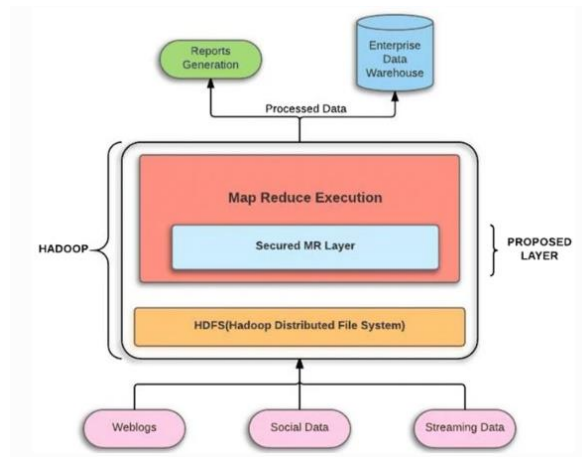 Reports
Generation
Enterprise
Data
Warehouse
Processed Data
Map Reduce Execution
Secured MR Layer
HADOOP
PROPOSED
LAYER
HDFS(Hadoop Distributed File System)
Weblogs
Social Data
Streaming Data